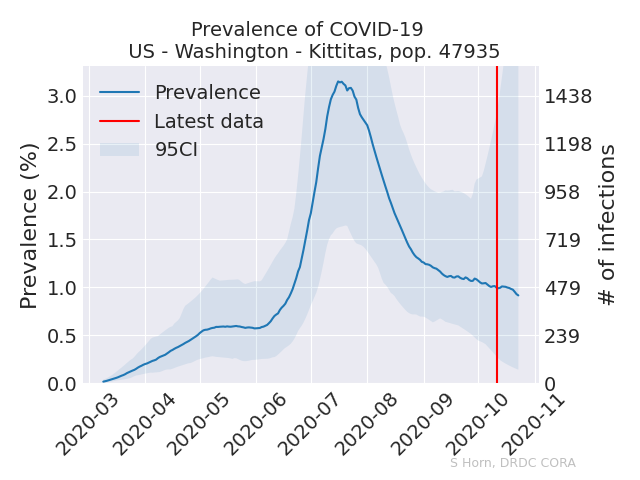 Prevalence of COVID-19
US - Washington - Kittitas, pop. 47935
Prevalence
Latest data
95CI
Prevalence (%)
3.0
2.5
2.0
1.5
1.0
0.5
0.0
1438
1198
958
719
479
239
0
# of infections
2020-03
2020-04
2020-05
2020-06
2020-07
2020-08
2020-09
2020-10
2020-11
S Horn, DRDC CORA